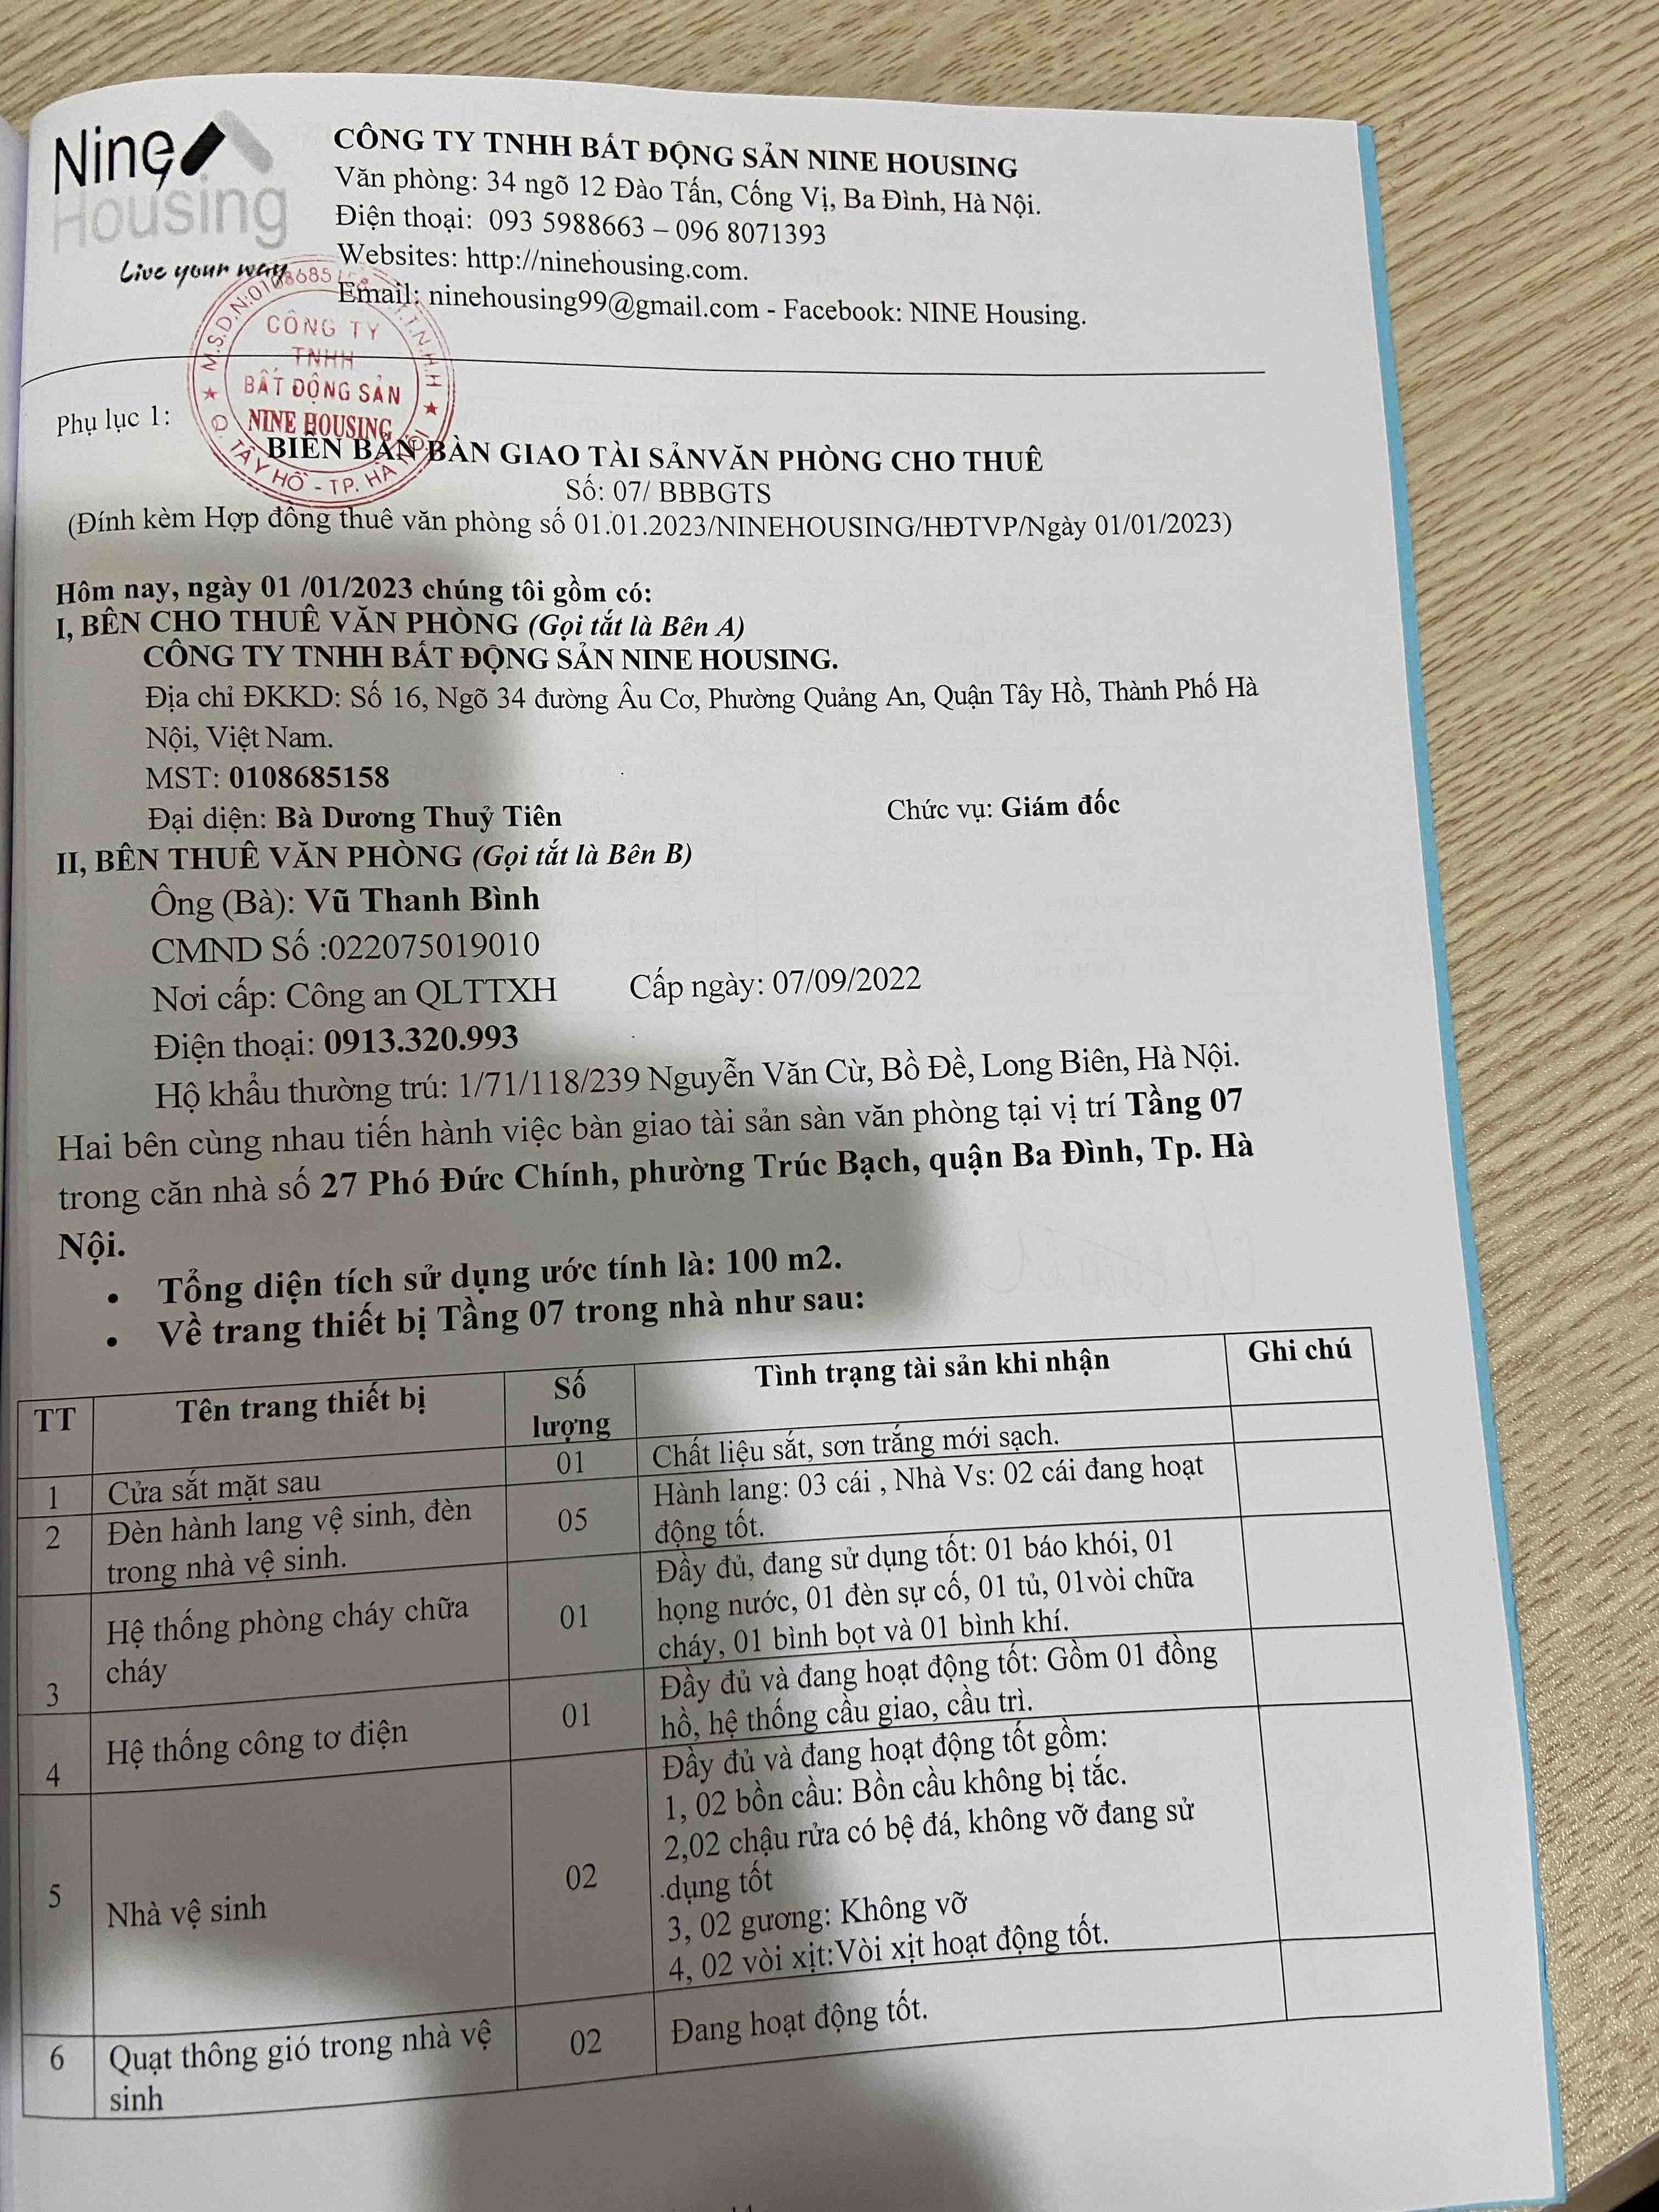 Nine
Housing
Live your way
CÔNG TY TNHH BẤT ĐỘNG SẢN NINE HOUSING
Văn phòng: 34 ngõ 12 Đào Tấn, Cống Vị, Ba Đình, Hà Nội.
Điện thoại: 093 5988663 – 096 8071393
Websites: http://ninehousing.com.
Email: ninehousing99@gmail.com - Facebook: NINE Housing.
CÔNG TY
TNHH
BẤT ĐỘNG SẢN
NINE HOUSING
Q. TÂY HỒ - TP. HÀ NỘI
Phụ lục 1:
BIÊN BẢN BÀN GIAO TÀI SẢNVĂN PHÒNG CHO THUÊ
Số: 07/ BBBGTS
(Đính kèm Hợp đồng thuê văn phòng số 01.01.2023/NINEHOUSING/HĐTVP/Ngày 01/01/2023)
Hôm nay, ngày 01 /01/2023 chúng tôi gồm có:
I, BÊN CHO THUÊ VĂN PHÒNG (Gọi tắt là Bên A)
CÔNG TY TNHH BẤT ĐỘNG SẢN NINE HOUSING.
Địa chỉ ĐKKD: Số 16, Ngõ 34 đường Âu Cơ, Phường Quảng An, Quận Tây Hồ, Thành Phố Hà
Nội, Việt Nam.
MST: 0108685158
Đại diện: Bà Dương Thuỷ Tiên Chức vụ: Giám đốc
II, BÊN THUÊ VĂN PHÒNG (Gọi tắt là Bên B)
Ông (Bà): Vũ Thanh Bình
CMND Số :022075019010
Nơi cấp: Công an QLTTXH Cấp ngày: 07/09/2022
Điện thoại: 0913.320.993
Hộ khẩu thường trú: 1/71/118/239 Nguyễn Văn Cừ, Bồ Đề, Long Biên, Hà Nội.
Hai bên cùng nhau tiến hành việc bàn giao tài sản sàn văn phòng tại vị trí Tầng 07
trong căn nhà số 27 Phó Đức Chính, phường Trúc Bạch, quận Ba Đình, Tp. Hà
Nội.
• Tổng diện tích sử dụng ước tính là: 100 m2.
• Về trang thiết bị Tầng 07 trong nhà như sau:
TT Tên trang thiết bị Số lượng Tình trạng tài sản khi nhận Ghi chú
1 Cửa sắt mặt sau 01 Chất liệu sắt, sơn trắng mới sạch.
2 Đèn hành lang vệ sinh, đèn 05 Hành lang: 03 cái , Nhà Vs: 02 cái đang hoạt
trong nhà vệ sinh. động tốt.
3 Hệ thống phòng cháy chữa 01 Đầy đủ, đang sử dụng tốt: 01 báo khói, 01
cháy họng nước, 01 đèn sự cố, 01 tủ, 01vòi chữa
cháy, 01 bình bọt và 01 bình khí.
4 Hệ thống công tơ điện 01 Đầy đủ và đang hoạt động tốt: Gồm 01 đồng
hồ, hệ thống cầu giao, cầu trì.
5 Nhà vệ sinh 02 Đầy đủ và đang hoạt động tốt gồm:
1, 02 bồn cầu: Bồn cầu không bị tắc.
2,02 chậu rửa có bệ đá, không vỡ đang sử
.dụng tốt
3, 02 gương: Không vỡ
4, 02 vòi xịt:Vòi xịt hoạt động tốt.
6 Quạt thông gió trong nhà vệ 02 Đang hoạt động tốt.
sinh